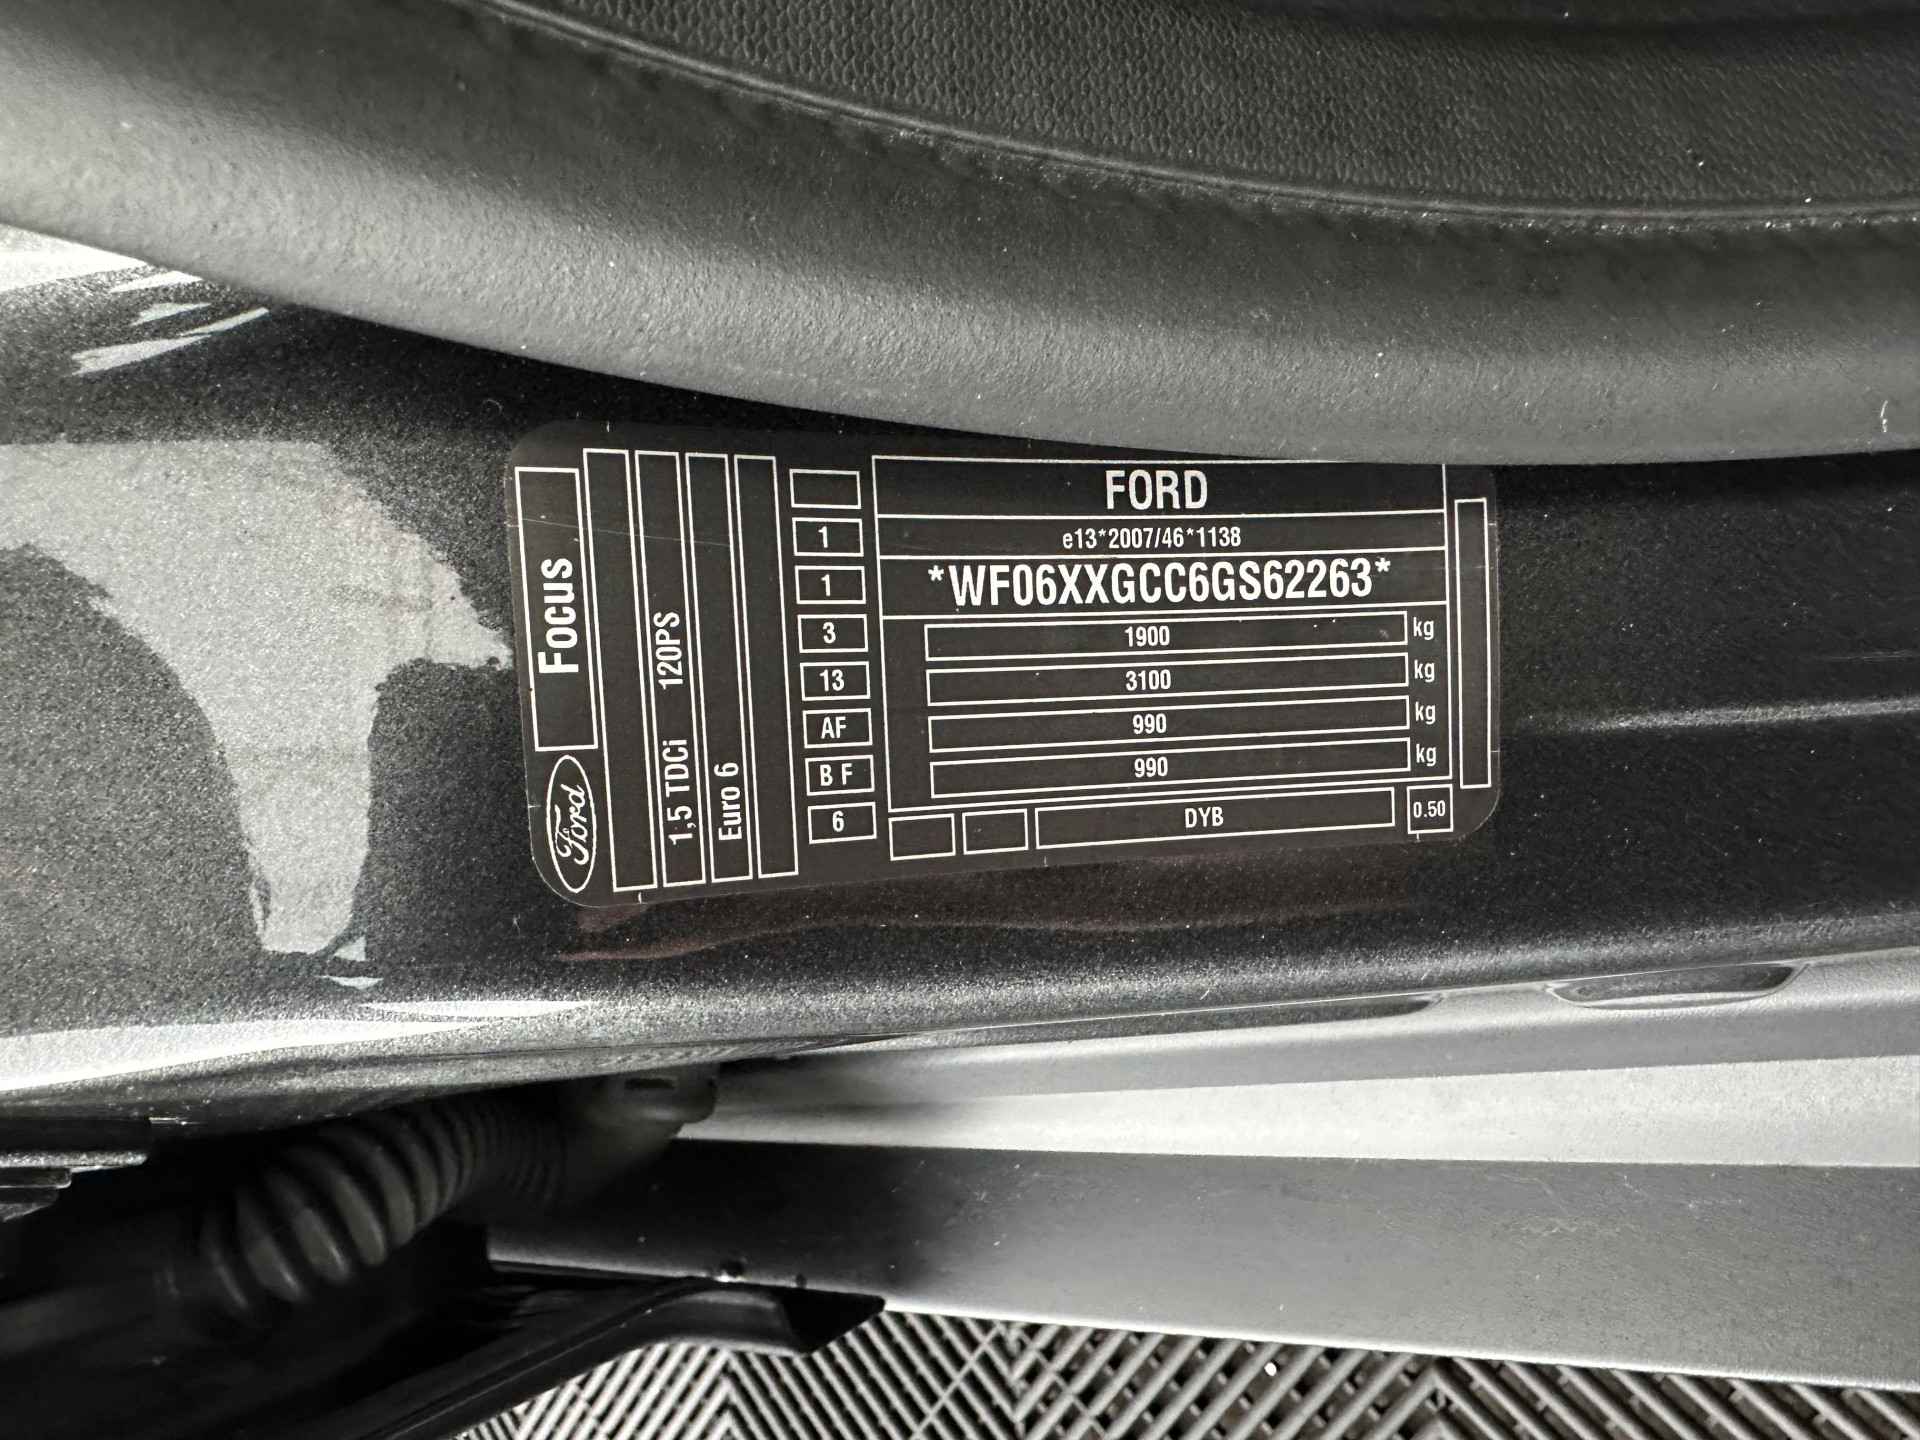 FORD
e13*2007/46*1138
*WF06XXGCC6GS62263*
1900 kg
3100 kg
990 kg
990 kg
DYB
0.50
1
1
3
13
AF
B F
6
Ford
Focus
1,5 TDCi 120PS
Euro 6